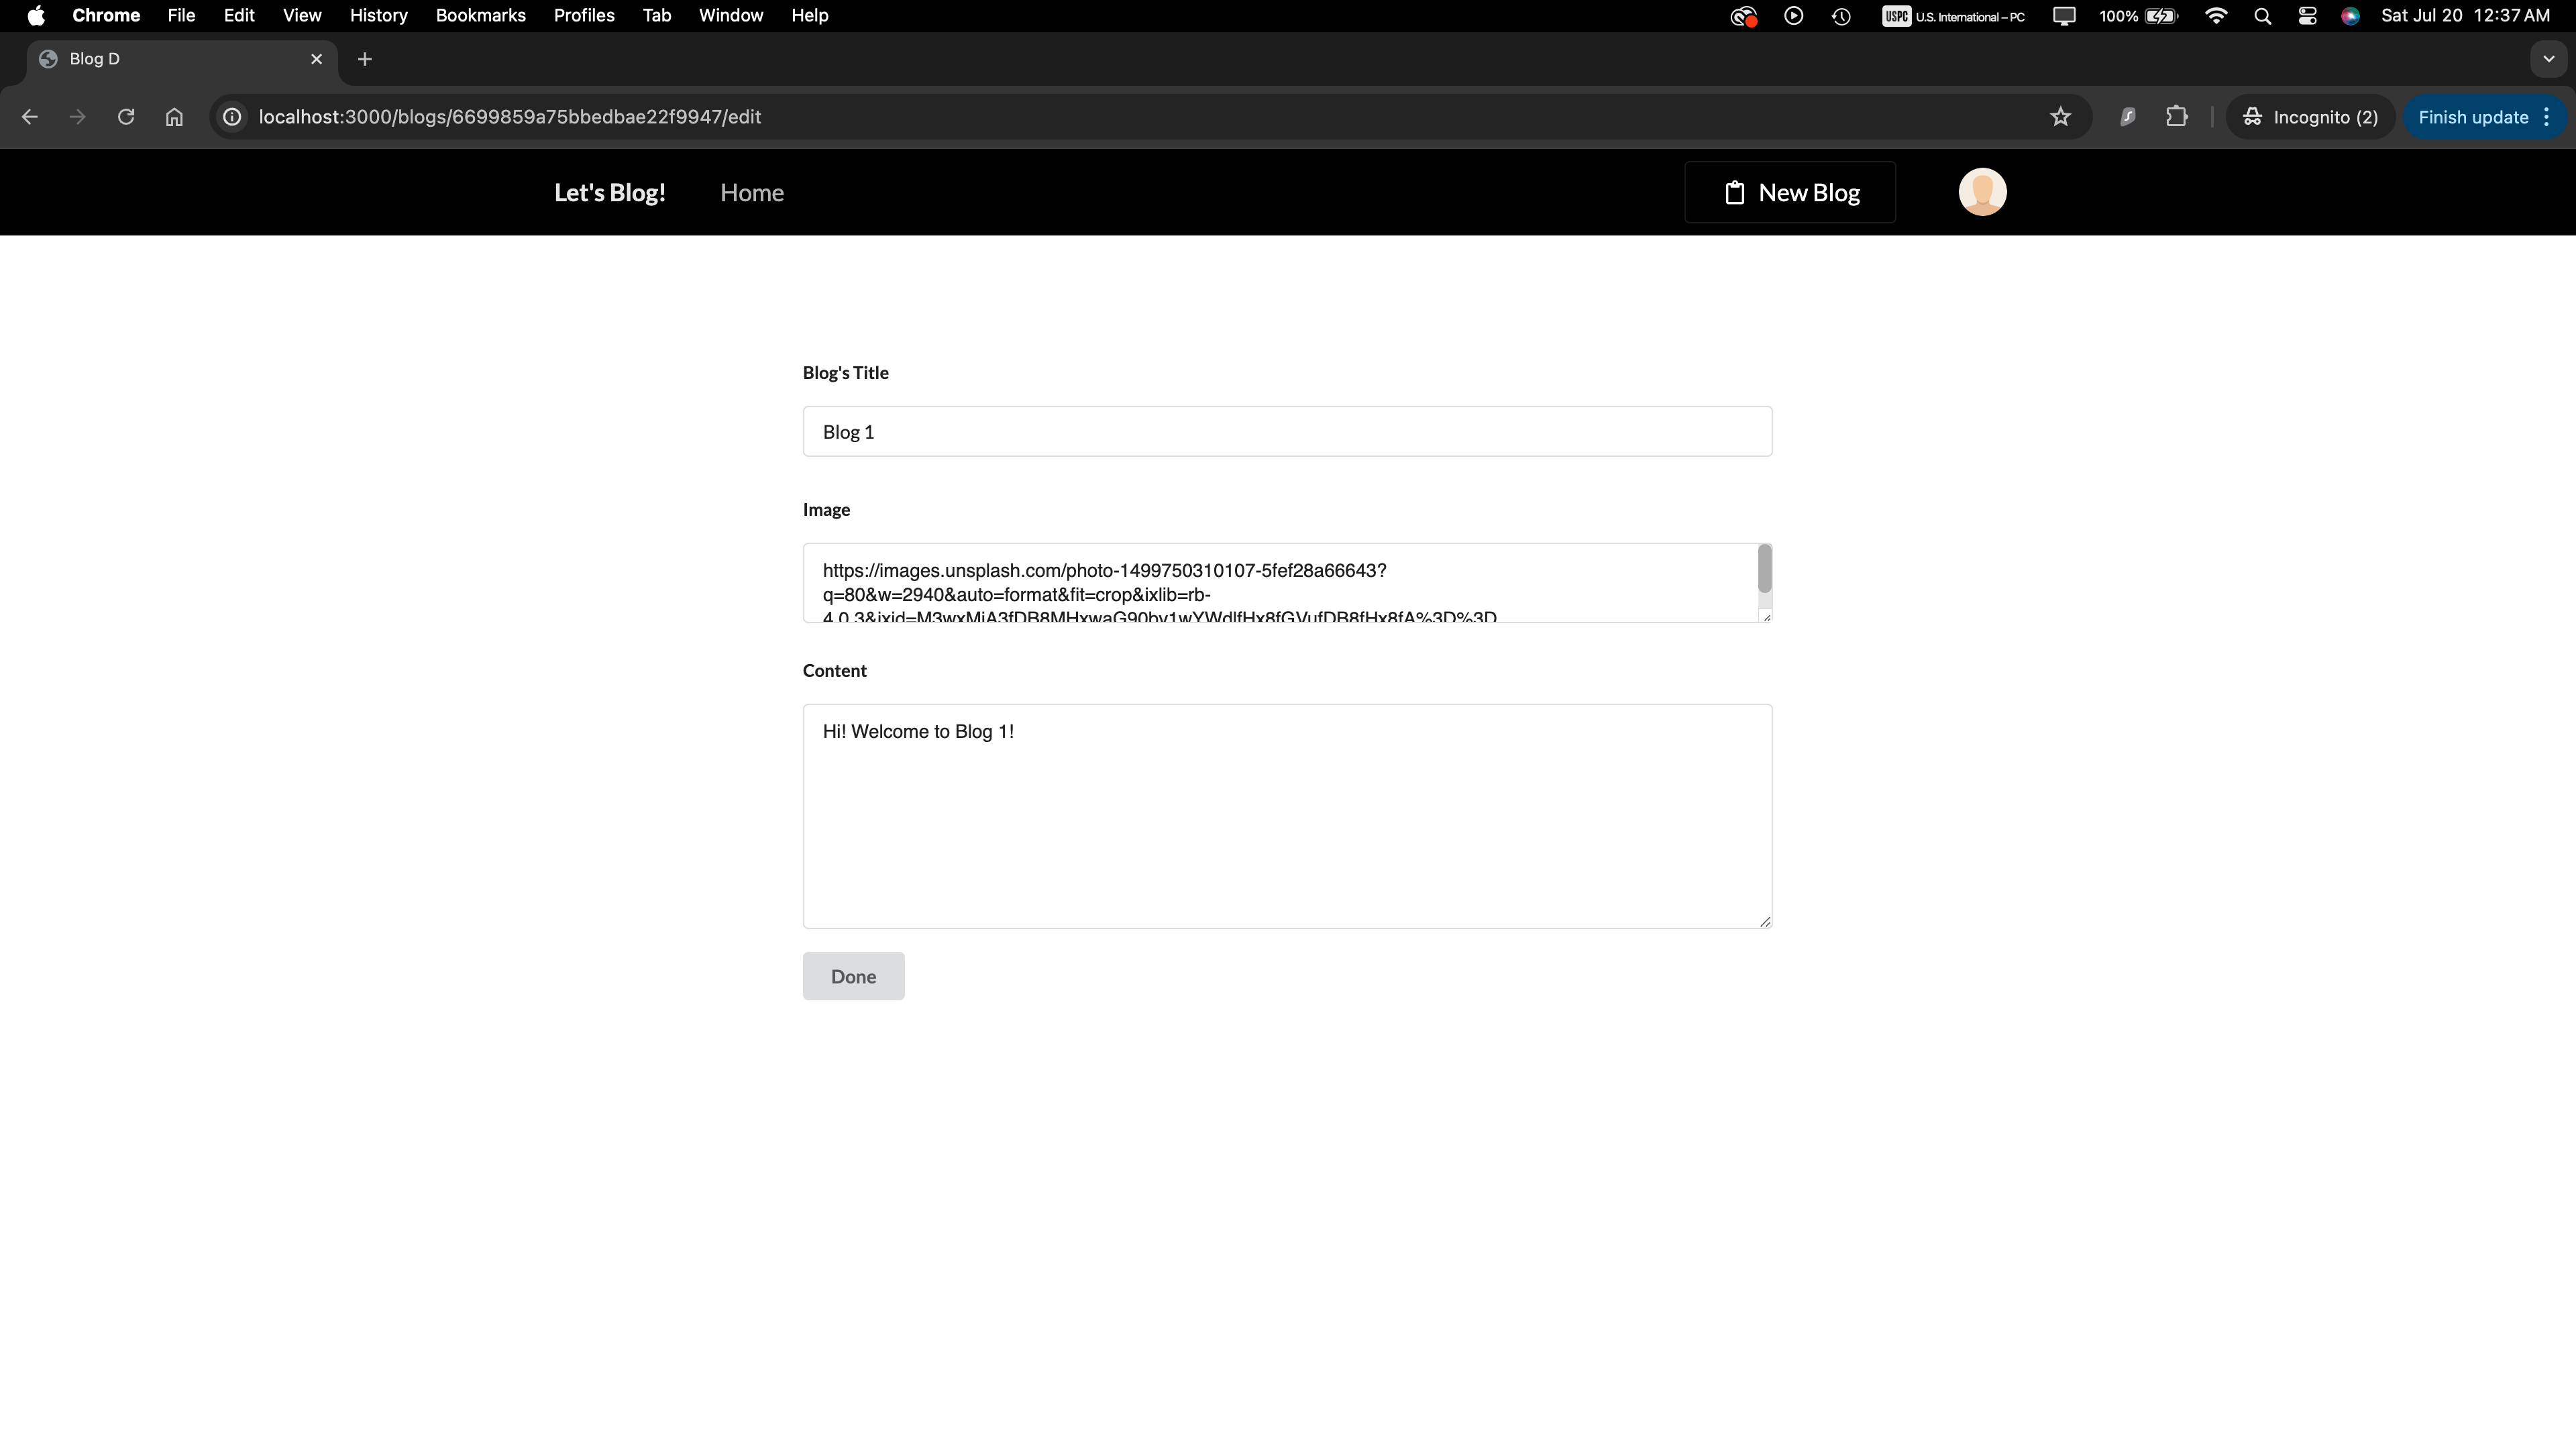 Chrome File Edit View History Bookmarks Profiles Tab Window Help USPC U.S. International – PC 100% Sat Jul 20 12:37 AM
Blog D
localhost:3000/blogs/6699859a75bbedbae22f9947/edit Incognito (2) Finish update
Let's Blog! Home New Blog
Blog's Title
Blog 1
Image
https://images.unsplash.com/photo-1499750310107-5fef28a66643?
q=80&w=2940&auto=format&fit=crop&ixlib=rb-
4.0.3&ixid=M3wxMjA3fDB8MHxwaG90by1wYWdlfHx8fGVufDB8fHx8fA%3D%3D
Content
Hi! Welcome to Blog 1!
Done